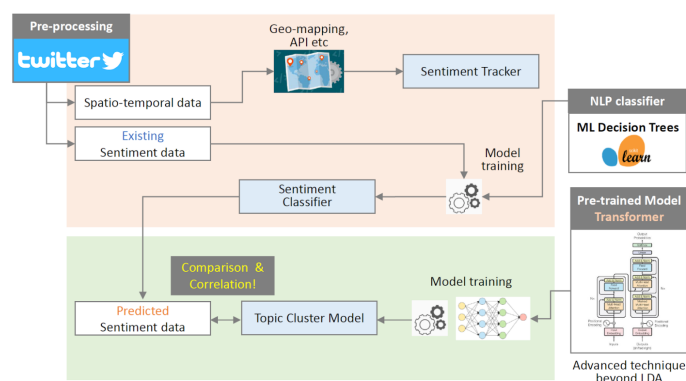 Pre-processing
twitter
Geo-mapping,
API etc
Sentiment Tracker
Spatio-temporal data
Existing
Sentiment data
NLP classifier
ML Decision Trees
learn
Model
training
Sentiment
Classifier
Pre-trained Model
Transformer
Comparison &
Correlation!
Model training
Predicted
Sentiment data
Topic Cluster Model
Advanced technique
beyond LDA